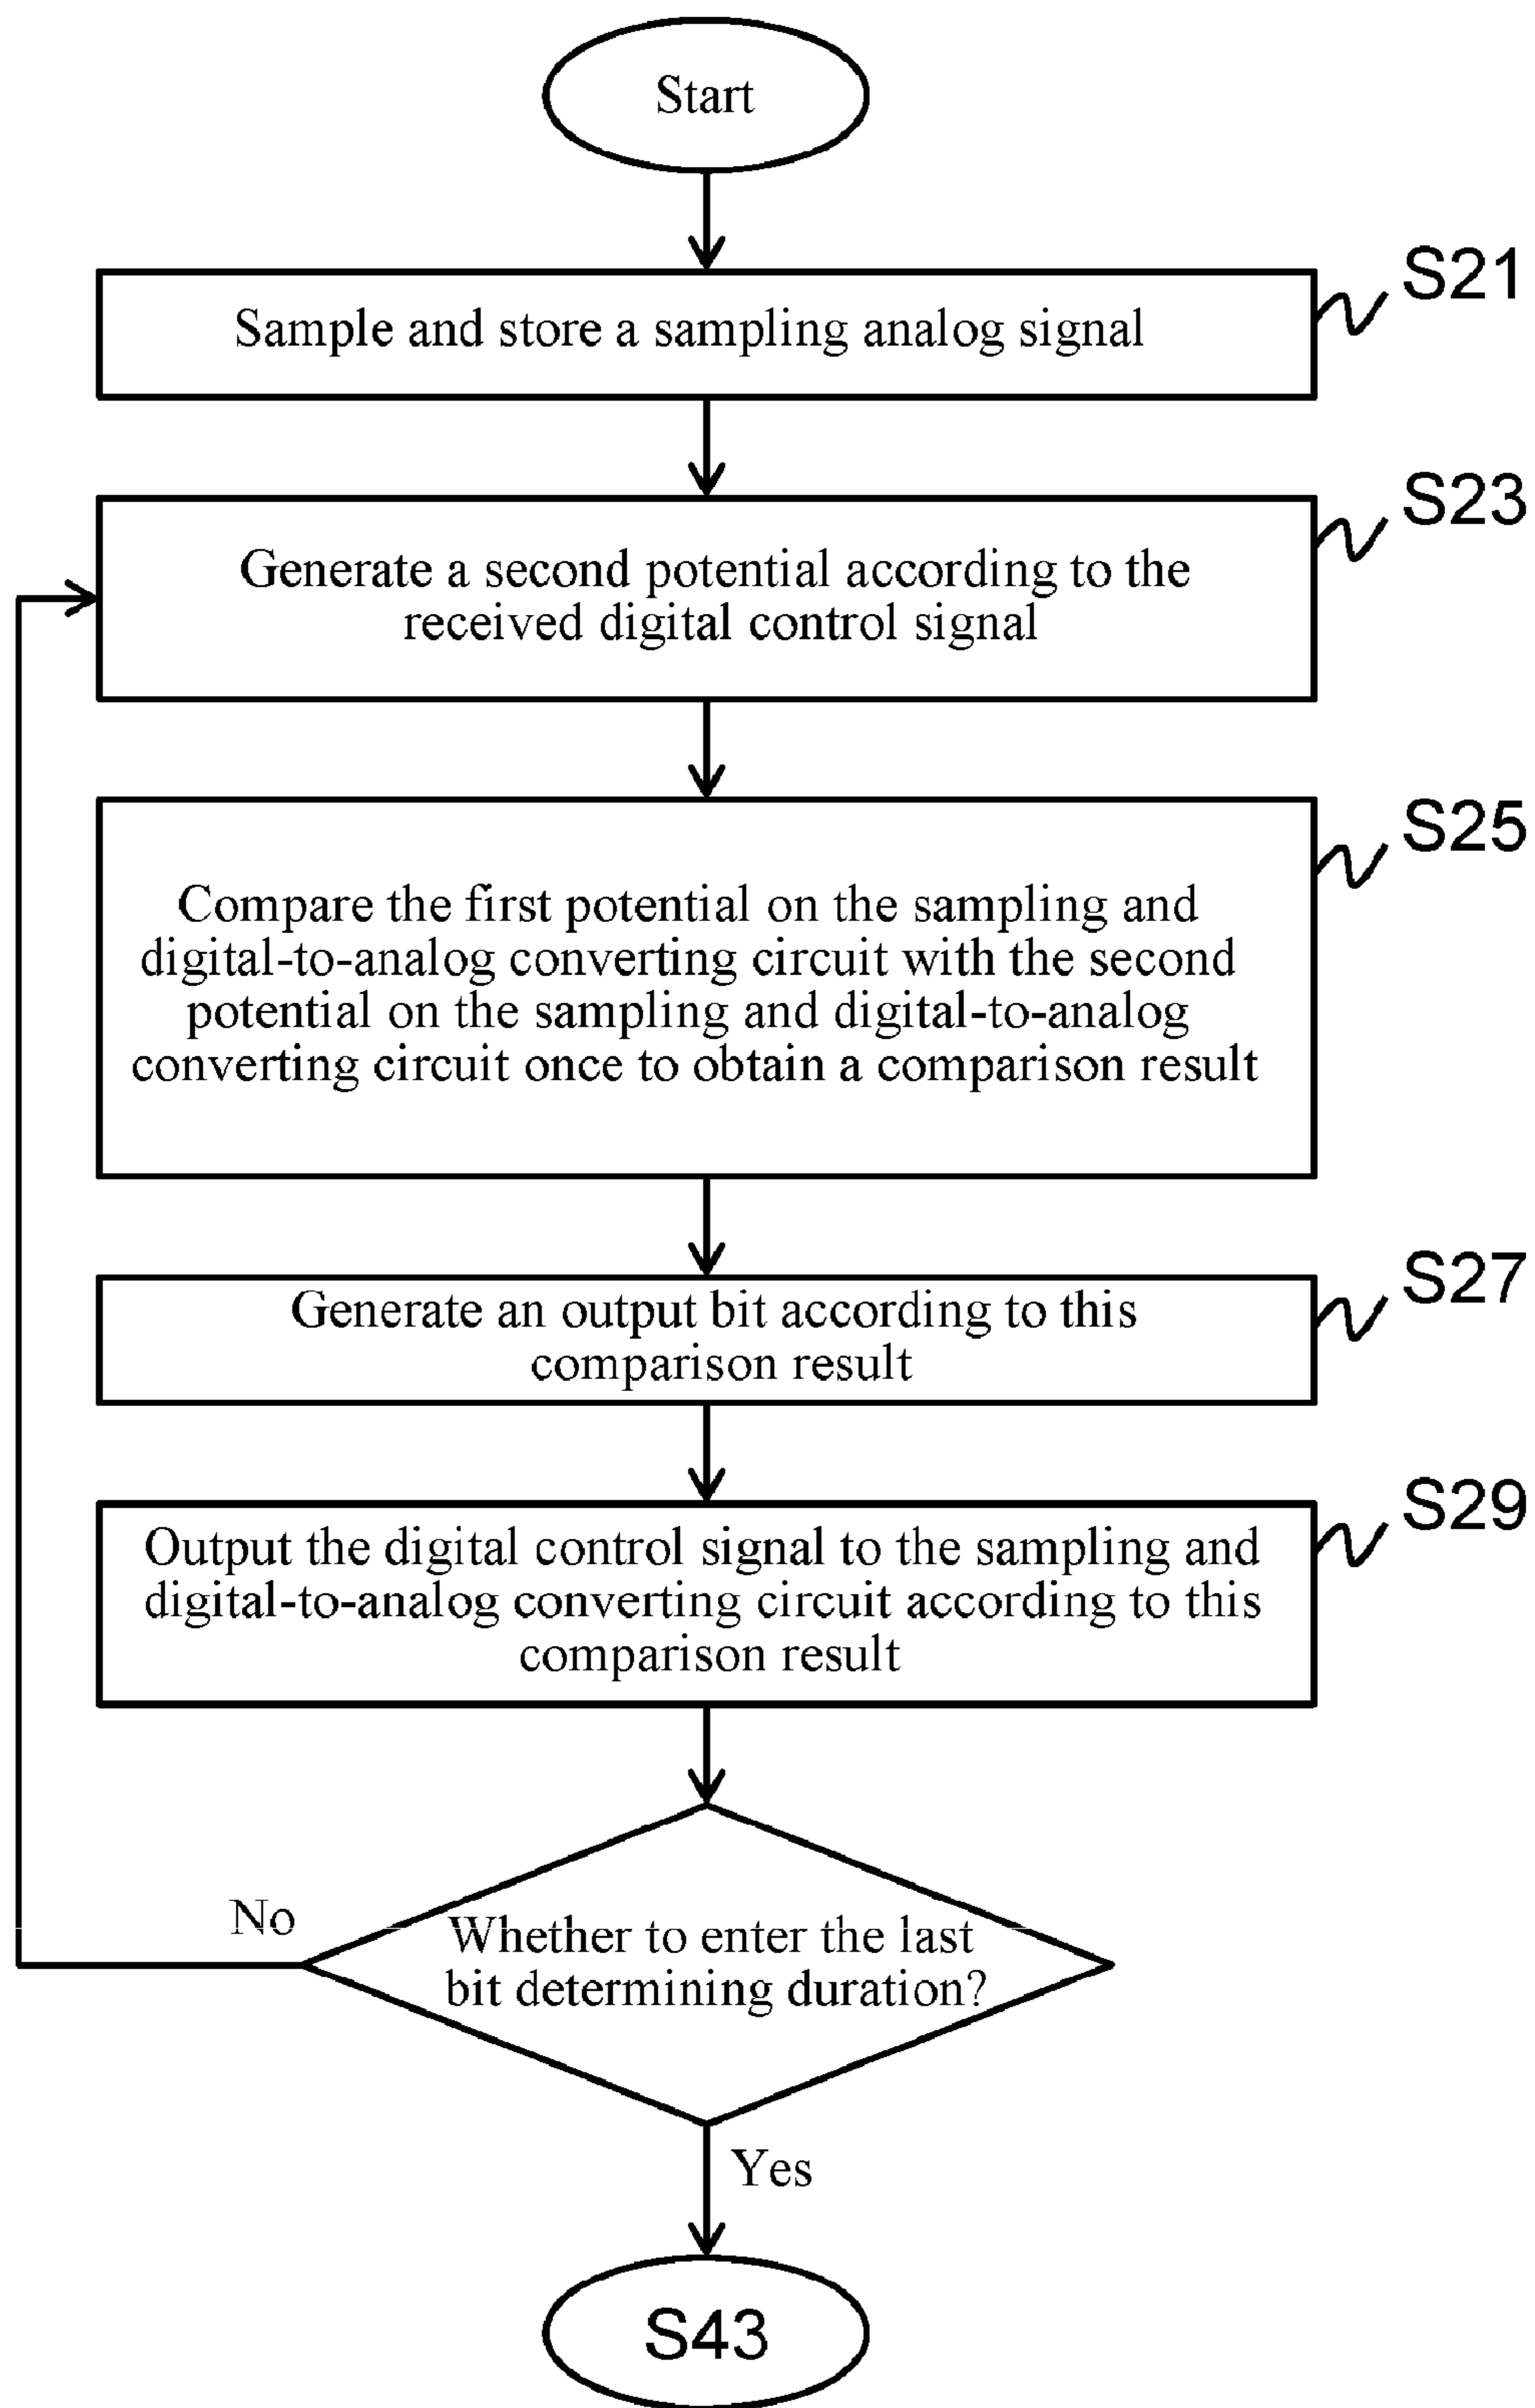 Start
S21
Sample and store a sampling analog signal
S23
Generate a second potential according to the
received digital control signal
S25
Compare the first potential on the sampling and
digital-to-analog converting circuit with the second
potential on the sampling and digital-to-analog
converting circuit once to obtain a comparison result
S27
Generate an output bit according to this
comparison result
S29
Output the digital control signal to the sampling and
digital-to-analog converting circuit according to this
comparison result
No
Whether to enter the last
bit determining duration?
Yes
S43